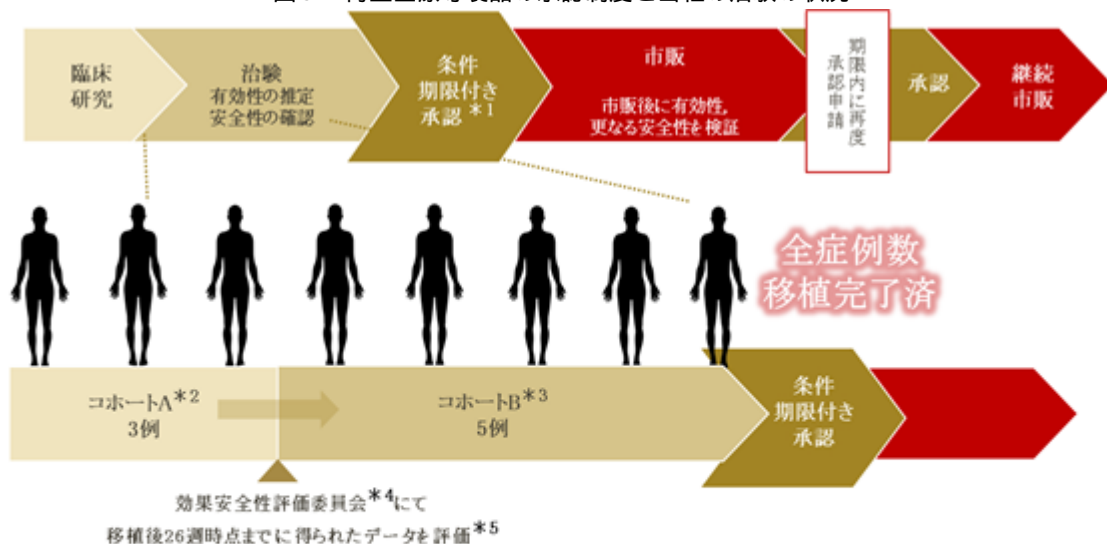 臨床
研究
治験
有効性の推定
安全性の確認
条件
期限付き
承認*1
市販
市販後に有効性,
更なる安全性を検証
期限内に再度
承認申請
承認
継続
市販
全症例数
移植完了済
コホートA*2
3例
コホートB*3
5例
条件
期限付き
承認
効果安全性評価委員会*4にて
移植後26週時点までに得られたデータを評価*5